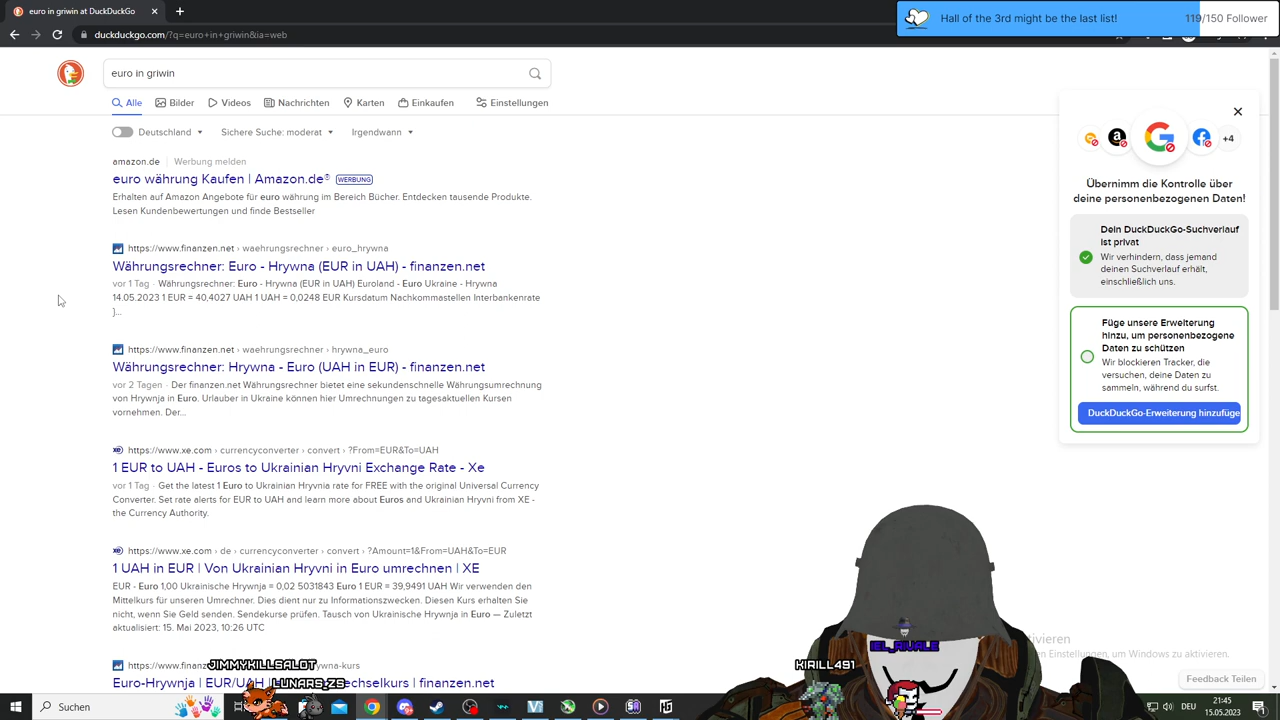 euro in griwin at DuckDuckGo
Hall of the 3rd might be the last list!
119/150 Follower
duckduckgo.com/?q=euro+in+griwin&ia=web
euro in griwin
Alle
Bilder
Videos
Nachrichten
Karten
Einkaufen
Einstellungen
Deutschland
Sichere Suche: moderat
Irgendwann
amazon.de
Werbung melden
euro währung Kaufen | Amazon.de®
WERBUNG
Erhalten auf Amazon Angebote für euro währung im Bereich Bücher. Entdecken tausende Produkte.
Lesen Kundenbewertungen und finde Bestseller
https://www.finanzen.net › waehrungsrechner › euro_hrywna
Währungsrechner: Euro - Hrywna (EUR in UAH) - finanzen.net
vor 1 Tag · Währungsrechner: Euro - Hrywna (EUR in UAH) Euroland - Euro Ukraine - Hrywna
14.05.2023 1 EUR = 40,4027 UAH 1 UAH = 0,0248 EUR Kursdatum Nachkommastellen Interbankenrate
}...
https://www.finanzen.net › waehrungsrechner › hrywna_euro
Währungsrechner: Hrywna - Euro (UAH in EUR) - finanzen.net
vor 2 Tagen · Der finanzen.net Währungsrechner bietet eine sekundenschnelle Währungsumrechnung
von Hrywnja in Euro. Urlauber in Ukraine können hier Umrechnungen zu tagesaktuellen Kursen
vornehmen. Der...
https://www.xe.com › currencyconverter › convert › ?From=EUR&To=UAH
1 EUR to UAH - Euros to Ukrainian Hryvni Exchange Rate - Xe
vor 1 Tag · Get the latest 1 Euro to Ukrainian Hryvnia rate for FREE with the original Universal Currency
Converter. Set rate alerts for EUR to UAH and learn more about Euros and Ukrainian Hryvni from XE -
the Currency Authority.
https://www.xe.com › de › currencyconverter › convert › ?Amount=1&From=UAH&To=EUR
1 UAH in EUR | Von Ukrainian Hryvni in Euro umrechnen | XE
EUR - Euro 1,00 Ukrainische Hrywnja = 0,02 5031843 Euro 1 EUR = 39,9491 UAH Wir verwenden den
Mittelkurs für unseren Umrechner. Dies dient nur zu Informationszwecken. Diesen Kurs erhalten Sie
nicht, wenn Sie Geld senden. Sendekurse prüfen. Tausch von Ukrainische Hrywnja in Euro — Zuletzt
aktualisiert: 15. Mai 2023, 10:26 UTC
+4
Übernimm die Kontrolle über
deine personenbezogenen Daten!
Dein DuckDuckGo-Suchverlauf
ist privat
Wir verhindern, dass jemand
deinen Suchverlauf erhält,
einschließlich uns.
Füge unsere Erweiterung
hinzu, um personenbezogene
Daten zu schützen
Wir blockieren Tracker, die
versuchen, deine Daten zu
sammeln, während du surfst.
DuckDuckGo-Erweiterung hinzufüge
JIMMYKILLSALOT
LUNARS_ZS
KIRILL491
Feedback Teilen
Suchen
DEU
21:45
15.05.2023